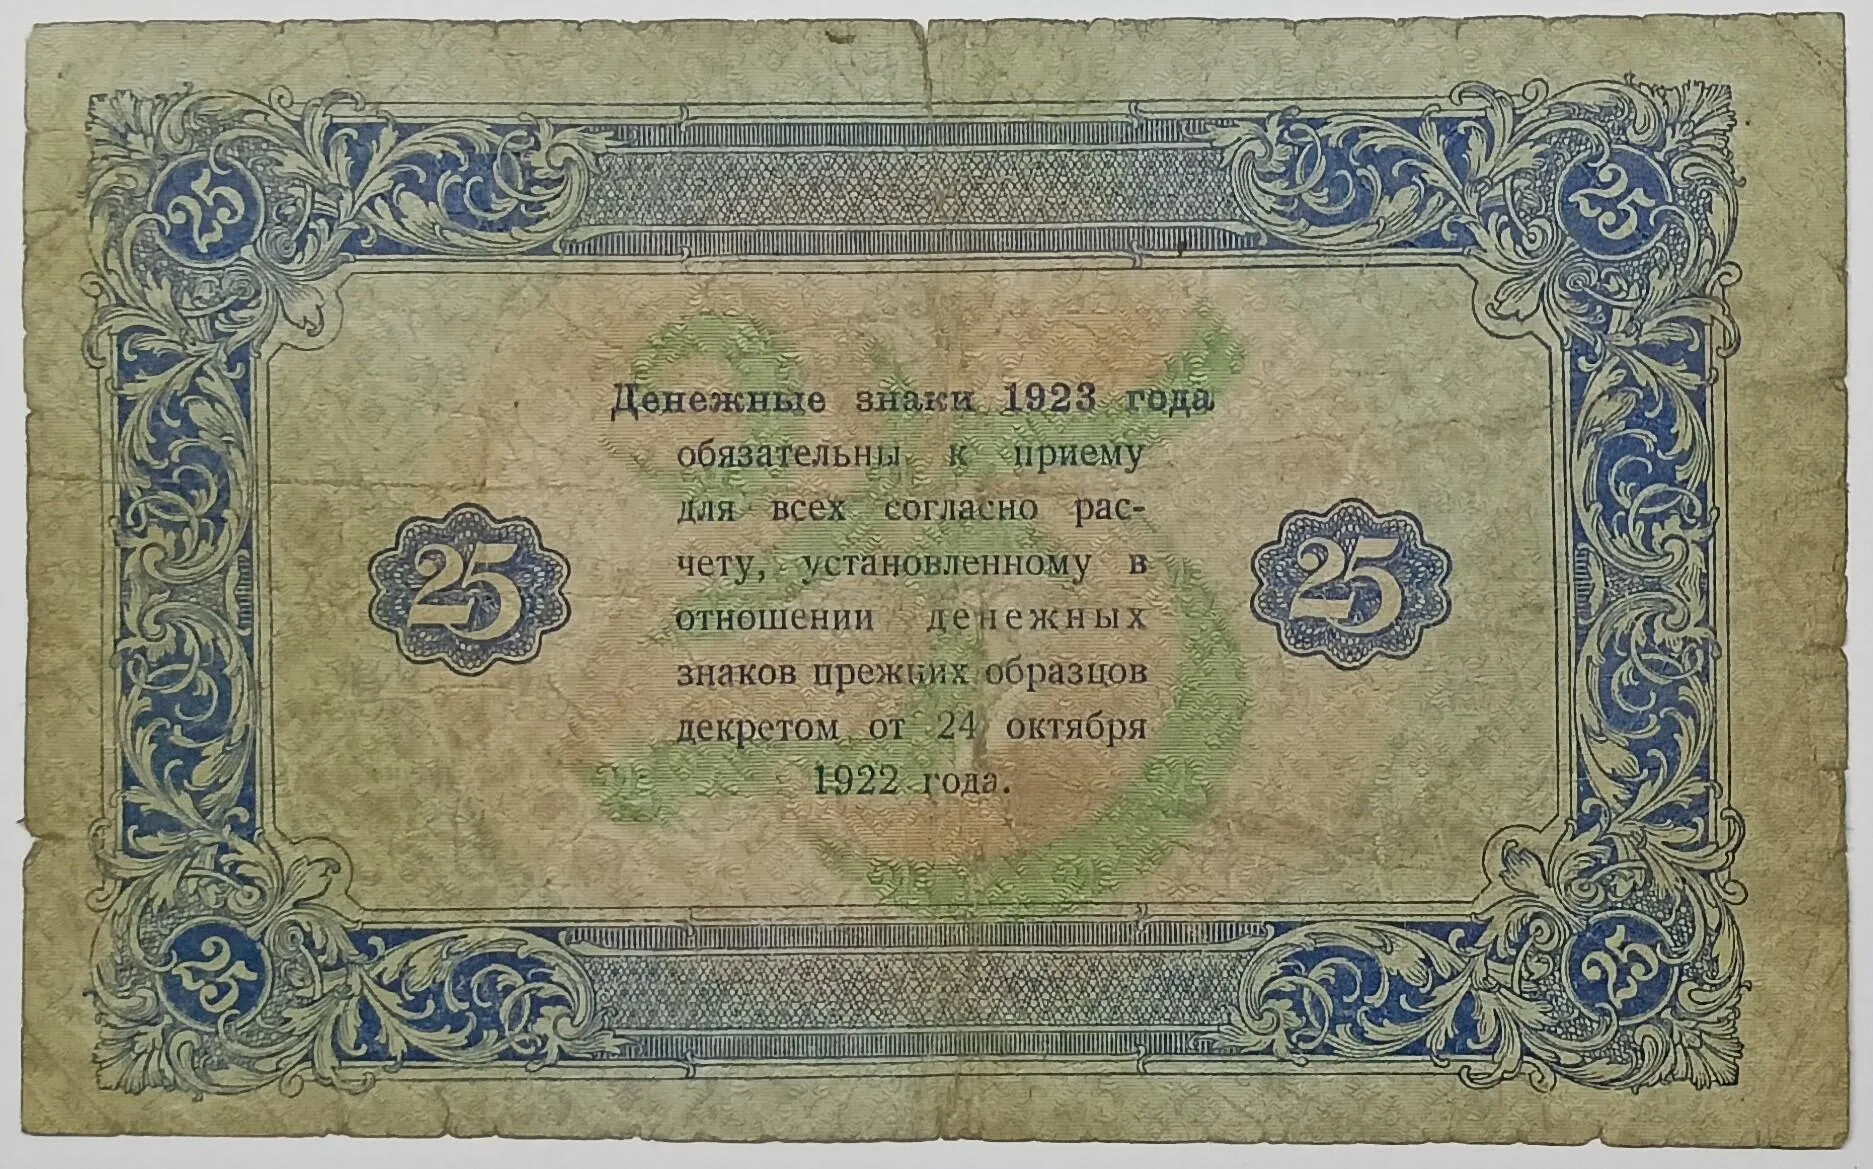 25 25
Денежные знаки 1923 года
обязательны к приему
для всех согласно рас-
чету, установленному в
отношении денежных
знаков прежних образцов
декретом от 24 октября
1922 года.
25 25
25
25 25